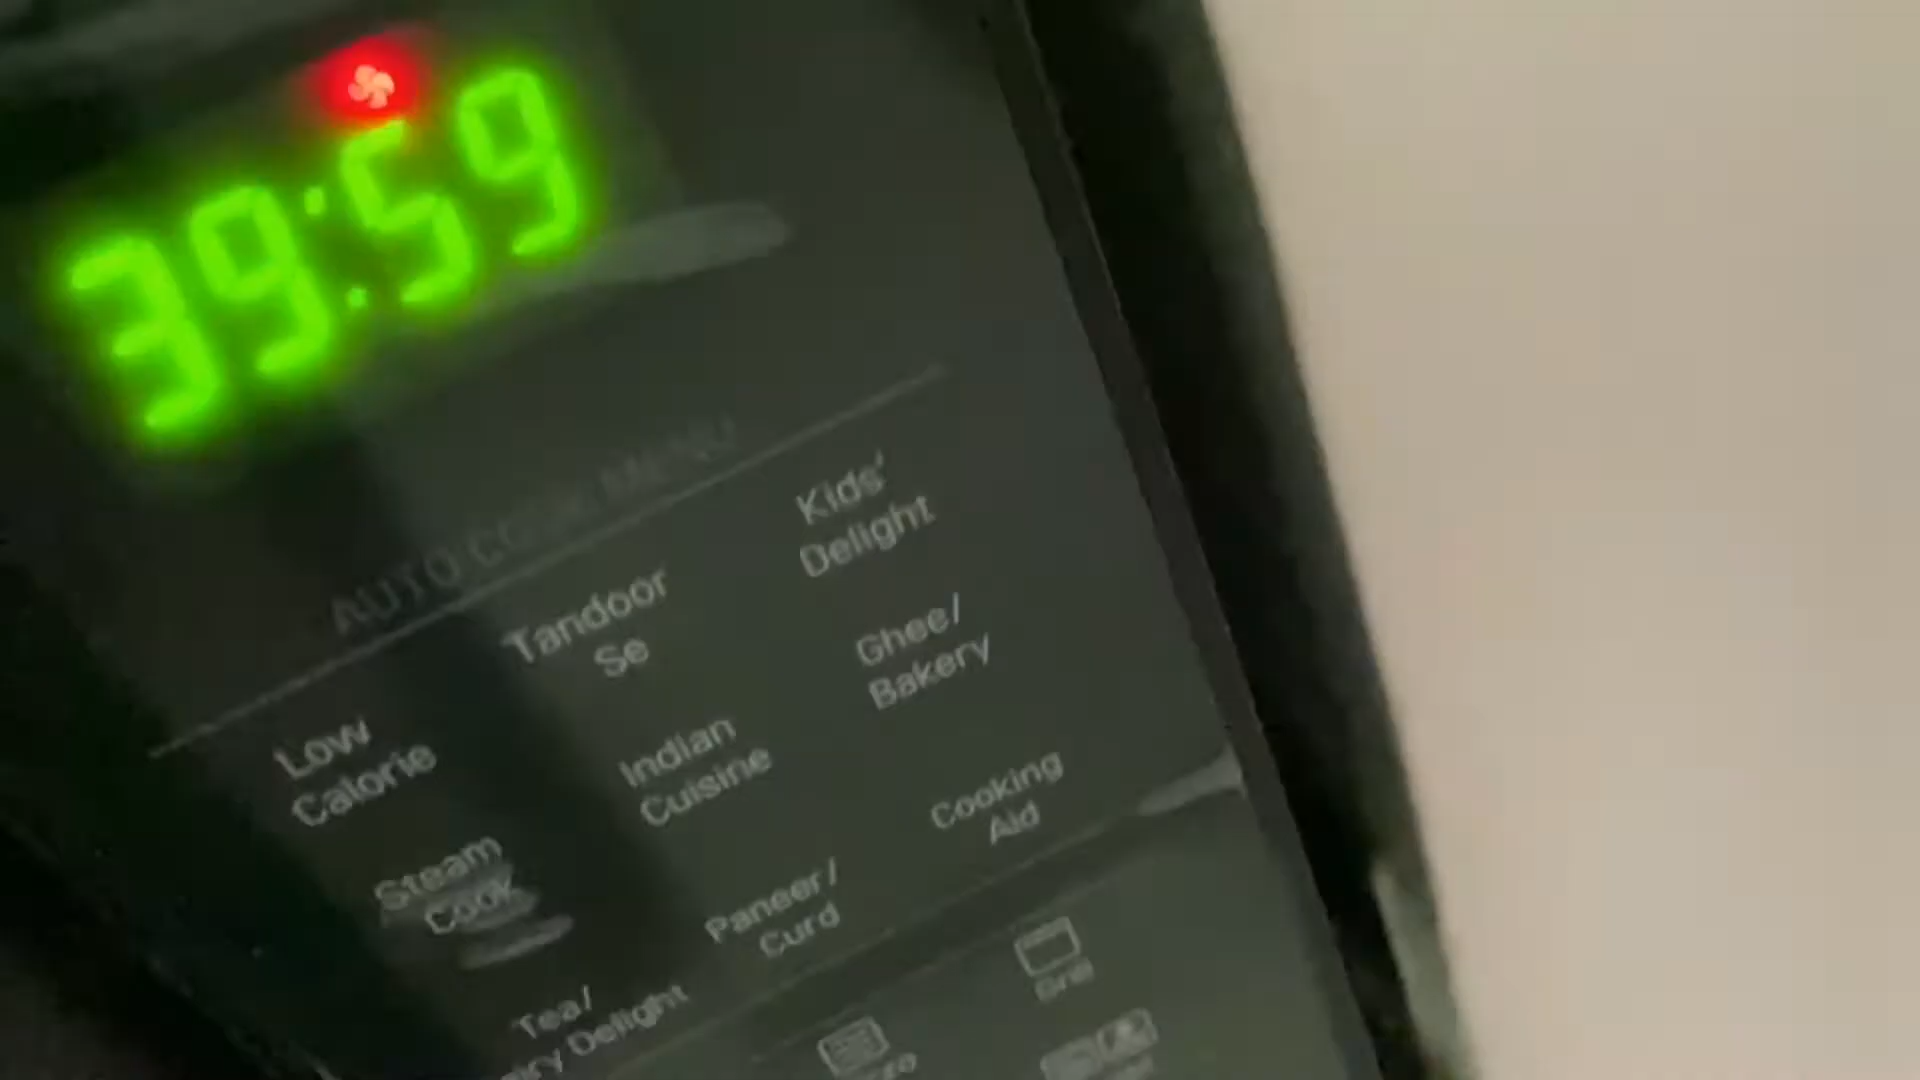 39:59
AUTO COOK MENU
Kids'
Delight
Tandoor
Se
Low
Calorie
Ghee/
Bakery
Indian
Cuisine
Steam
Cook
Cooking
Aid
Paneer/
Curd
Tea/
Delight
Grill